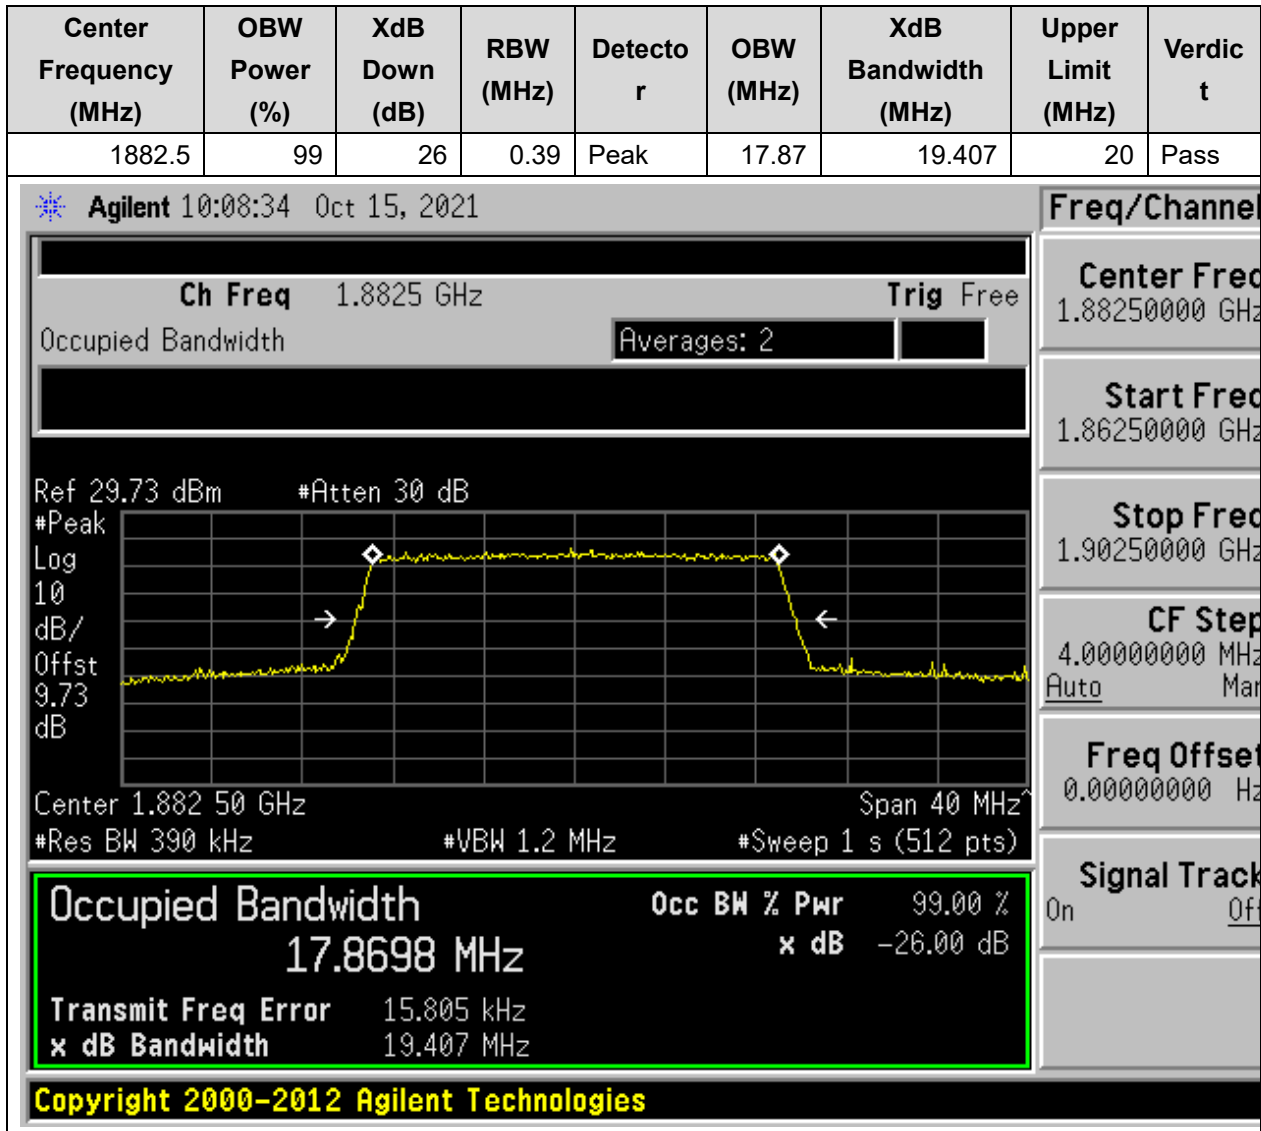 Center Frequency (MHz) OBW Power (%) XdB Down (dB) RBW (MHz) Detecto r OBW (MHz) XdB Bandwidth (MHz) Upper Limit (MHz) Verdic t
1882.5 99 26 0.39 Peak 17.87 19.407 20 Pass
Agilent 10:08:34 Oct 15, 2021
Freq/Channel
Ch Freq 1.8825 GHz Trig Free
Occupied Bandwidth Averages: 2
Center Freq
1.88250000 GHz
Start Freq
1.86250000 GHz
Stop Freq
1.90250000 GHz
CF Step
4.00000000 MHz
Auto Man
Freq Offset
0.00000000 Hz
Signal Track
On Off
Ref 29.73 dBm #Atten 30 dB
#Peak
Log
10
dB/
Offst
9.73
dB
Center 1.882 50 GHz Span 40 MHz^
#Res BW 390 kHz #VBW 1.2 MHz #Sweep 1 s (512 pts)
Occupied Bandwidth Occ BW % Pwr 99.00 %
17.8698 MHz x dB -26.00 dB
Transmit Freq Error 15.805 kHz
x dB Bandwidth 19.407 MHz
Copyright 2000-2012 Agilent Technologies